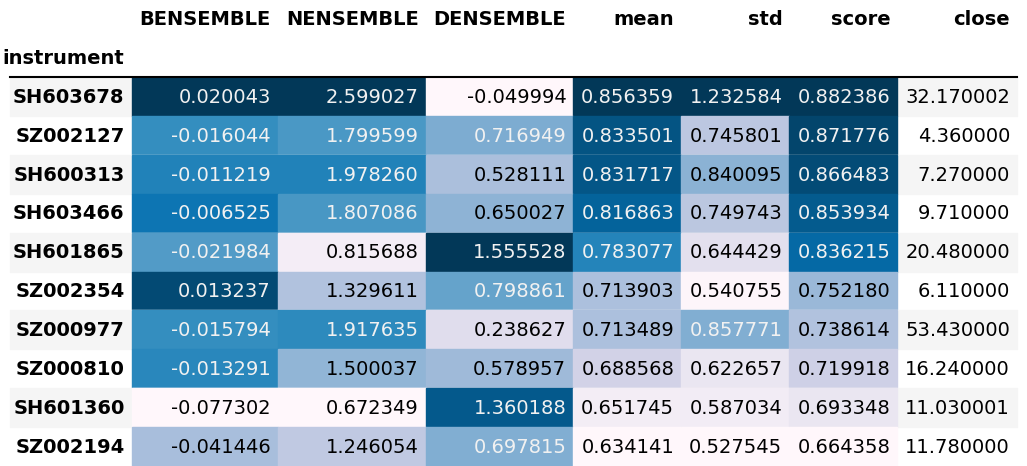 BENSEMBLE NENSEMBLE DENSEMBLE mean std score close
instrument
SH603678 0.020043 2.599027 -0.049994 0.856359 1.232584 0.882386 32.170002
SZ002127 -0.016044 1.799599 0.716949 0.833501 0.745801 0.871776 4.360000
SH600313 -0.011219 1.978260 0.528111 0.831717 0.840095 0.866483 7.270000
SH603466 -0.006525 1.807086 0.650027 0.816863 0.749743 0.853934 9.710000
SH601865 -0.021984 0.815688 1.555528 0.783077 0.644429 0.836215 20.480000
SZ002354 0.013237 1.329611 0.798861 0.713903 0.540755 0.752180 6.110000
SZ000977 -0.015794 1.917635 0.238627 0.713489 0.857771 0.738614 53.430000
SZ000810 -0.013291 1.500037 0.578957 0.688568 0.622657 0.719918 16.240000
SH601360 -0.077302 0.672349 1.360188 0.651745 0.587034 0.693348 11.030001
SZ002194 -0.041446 1.246054 0.697815 0.634141 0.527545 0.664358 11.780000